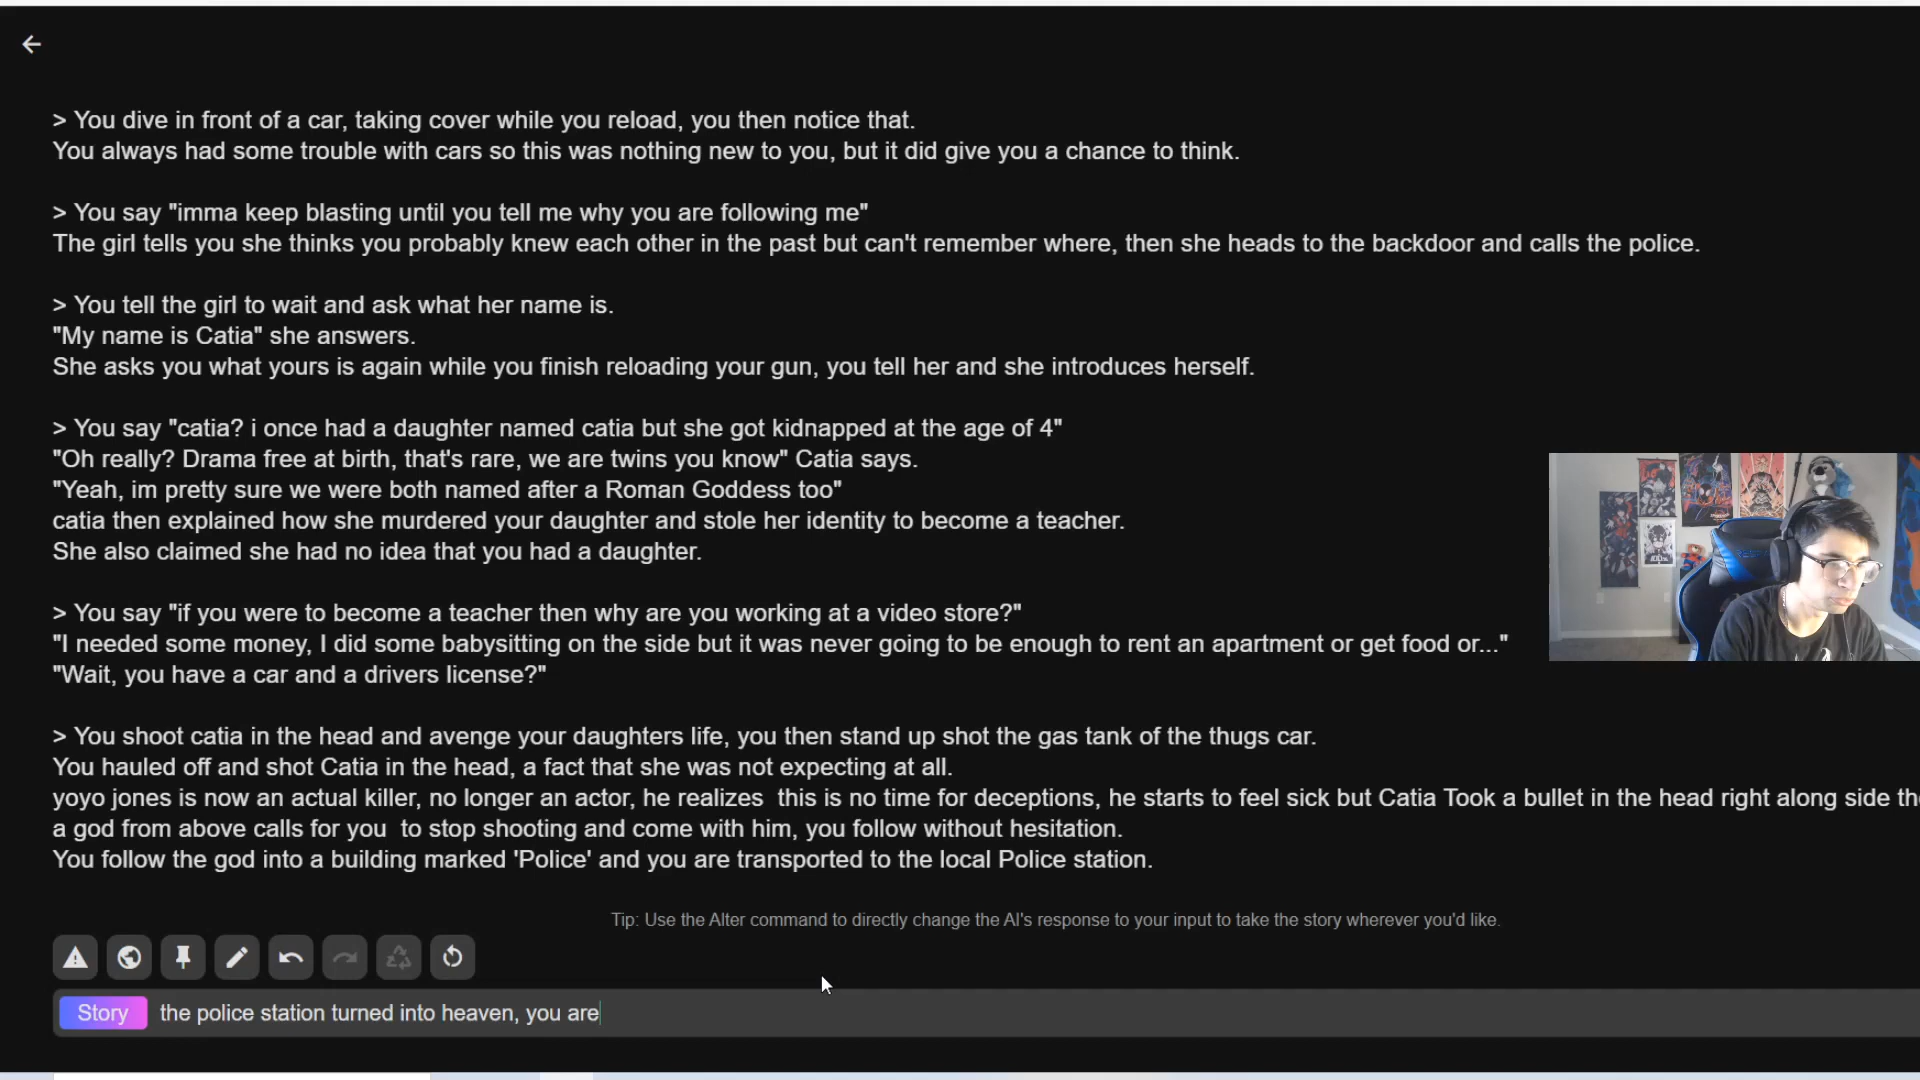 > You dive in front of a car, taking cover while you reload, you then notice that.
You always had some trouble with cars so this was nothing new to you, but it did give you a chance to think.
> You say "imma keep blasting until you tell me why you are following me"
The girl tells you she thinks you probably knew each other in the past but can't remember where, then she heads to the backdoor and calls the police.
> You tell the girl to wait and ask what her name is.
"My name is Catia" she answers.
She asks you what yours is again while you finish reloading your gun, you tell her and she introduces herself.
> You say "catia? i once had a daughter named catia but she got kidnapped at the age of 4"
"Oh really? Drama free at birth, that's rare, we are twins you know" Catia says.
"Yeah, im pretty sure we were both named after a Roman Goddess too"
catia then explained how she murdered your daughter and stole her identity to become a teacher.
She also claimed she had no idea that you had a daughter.
> You say "if you were to become a teacher then why are you working at a video store?"
"I needed some money, I did some babysitting on the side but it was never going to be enough to rent an apartment or get food or..."
"Wait, you have a car and a drivers license?"
> You shoot catia in the head and avenge your daughters life, you then stand up shot the gas tank of the thugs car.
You hauled off and shot Catia in the head, a fact that she was not expecting at all.
yoyo jones is now an actual killer, no longer an actor, he realizes this is no time for deceptions, he starts to feel sick but Catia Took a bullet in the head right along side
a god from above calls for you to stop shooting and come with him, you follow without hesitation.
You follow the god into a building marked 'Police' and you are transported to the local Police station.
Tip: Use the Alter command to directly change the AI's response to your input to take the story wherever you'd like.
Story the police station turned into heaven, you are